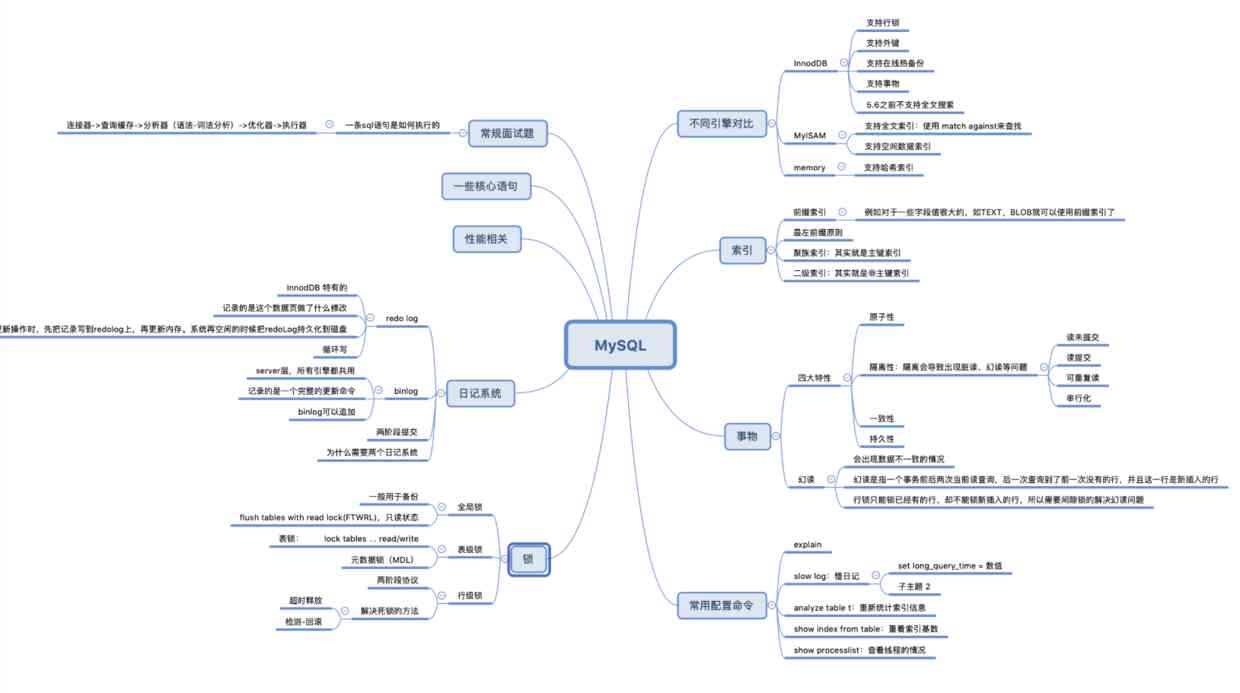 MySQL
常规面试题
一条sql语句是如何执行的
连接器->查询缓存->分析器（语法-词法分析）->优化器->执行器
一些核心语句
性能相关
日记系统
redo log
InnodDB 特有的
记录的是这个数据页做了什么修改
新操作时，先把记录写到redolog上，再更新内存。系统再空闲的时候把redoLog持久化到磁盘
循环写
binlog
server层，所有引擎都共用
记录的是一个完整的更新命令
binlog可以追加
两阶段提交
为什么需要两个日记系统
锁
全局锁
一般用于备份
flush tables with read lock(FTWRL)，只读状态
表级锁
表锁： lock tables ... read/write
元数据锁（MDL）
行级锁
两阶段协议
解决死锁的方法
超时释放
检测-回滚
不同引擎对比
InnodDB
支持行锁
支持外键
支持在线热备份
支持事物
5.6之前不支持全文搜索
MyISAM
支持全文索引：使用 match against来查找
支持空间数据索引
memory
支持哈希索引
索引
前缀索引
例如对于一些字段值很大的，如TEXT，BLOB就可以使用前缀索引了
最左前缀原则
聚族索引：其实就是主键索引
二级索引：其实就是非主键索引
事物
四大特性
原子性
隔离性：隔离会导致出现脏读、幻读等问题
读未提交
读提交
可重复读
串行化
一致性
持久性
幻读
会出现数据不一致的情况
幻读是指一个事务前后两次当前读查询，后一次查询到了前一次没有的行，并且这一行是新插入的行
行锁只能锁已经有的行，却不能锁新插入的行，所以需要间隙锁的解决幻读问题
常用配置命令
explain
slow log：慢日记
set long_query_time = 数值
子主题 2
analyze table t：重新统计索引信息
show index from table：查看索引基数
show processlist：查看线程的情况